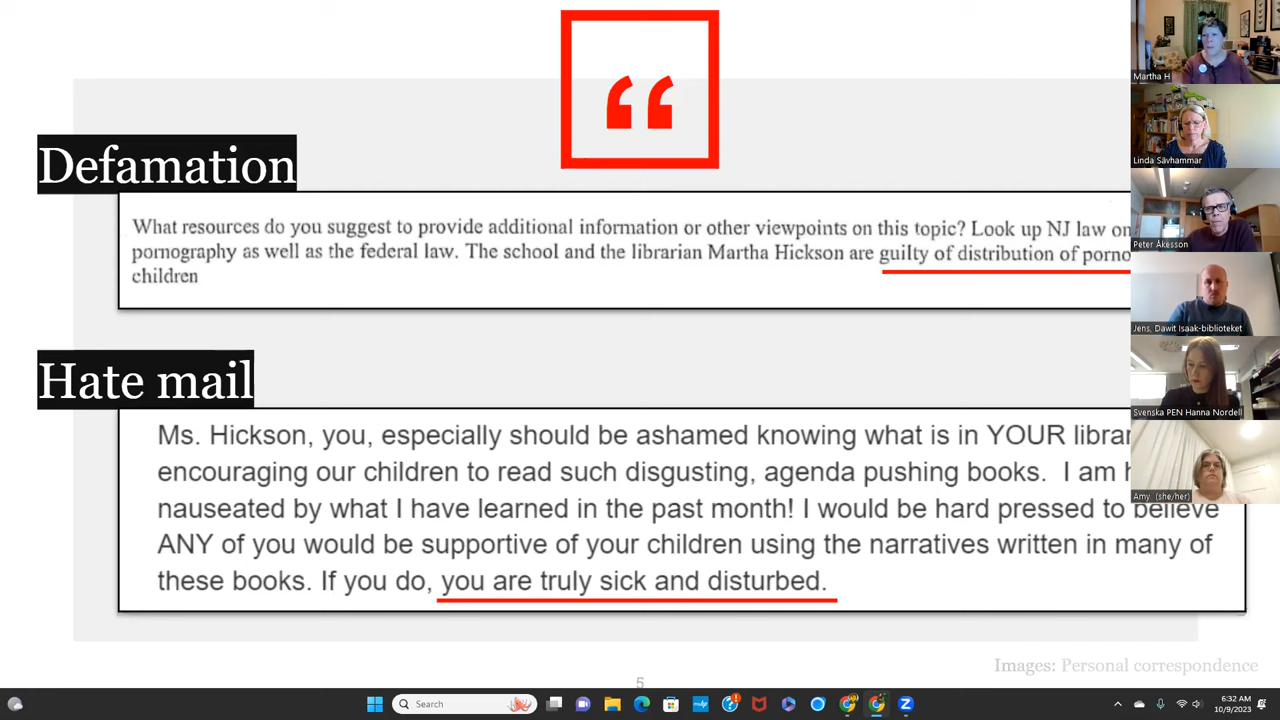 “
Defamation
What resources do you suggest to provide additional information or other viewpoints on this topic? Look up NJ law on
pornography as well as the federal law. The school and the librarian Martha Hickson are guilty of distribution of porno
children
Hate mail
Ms. Hickson, you, especially should be ashamed knowing what is in YOUR librar
encouraging our children to read such disgusting, agenda pushing books. I am h
nauseated by what I have learned in the past month! I would be hard pressed to believe
ANY of you would be supportive of your children using the narratives written in many of
these books. If you do, you are truly sick and disturbed.
Images: Personal correspondence
5
Martha H
Linda Sävhammar
Peter Åkesson
Jens, Dawit Isaak-biblioteket
Svenska PEN Hanna Nordell
Amy (she/her)
Search
6:32 AM
10/9/2023